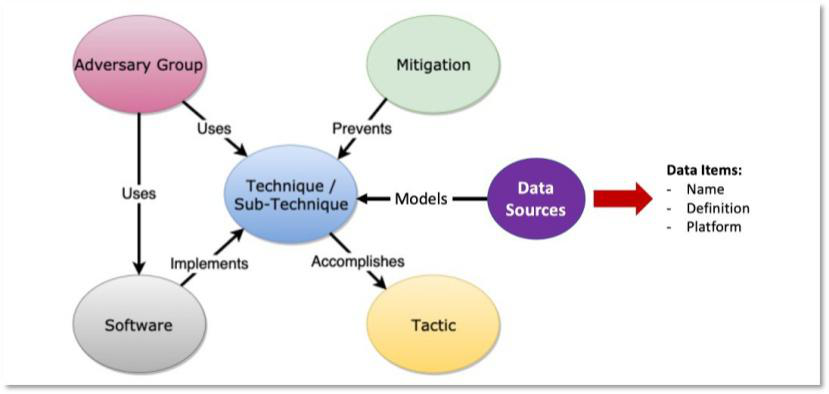 Adversary Group
Mitigation
Uses
Prevents
Technique /
Sub-Technique
Uses
Models
Data
Sources
Data Items:
- Name
- Definition
- Platform
Implements
Accomplishes
Software
Tactic